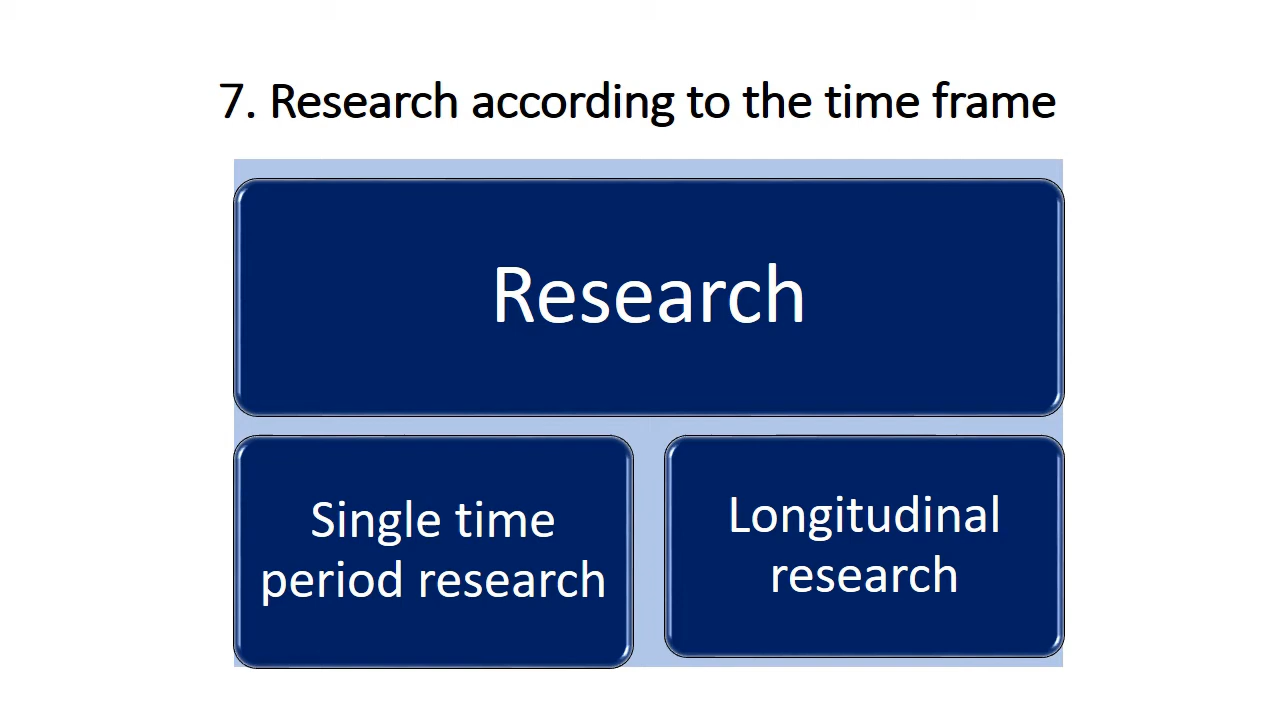 7. Research according to the time frame
Research
Single time
period research
Longitudinal
research